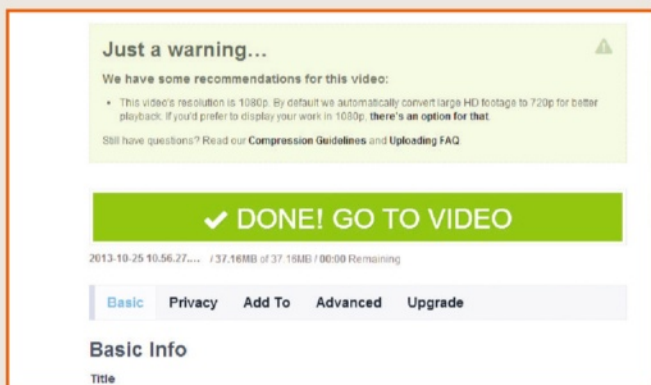 Just a warning...
We have some recommendations for this video:
• This video's resolution is 1080p. By default we automatically convert large HD footage to 720p for better
playback. If you'd prefer to display your work in 1080p, there's an option for that.
Still have questions? Read our Compression Guidelines and Uploading FAQ
✔ DONE! GO TO VIDEO
2013-10-25 10.56.27.... / 37.16MB of 37.16MB / 00:00 Remaining
Basic Privacy Add To Advanced Upgrade
Basic Info
Title